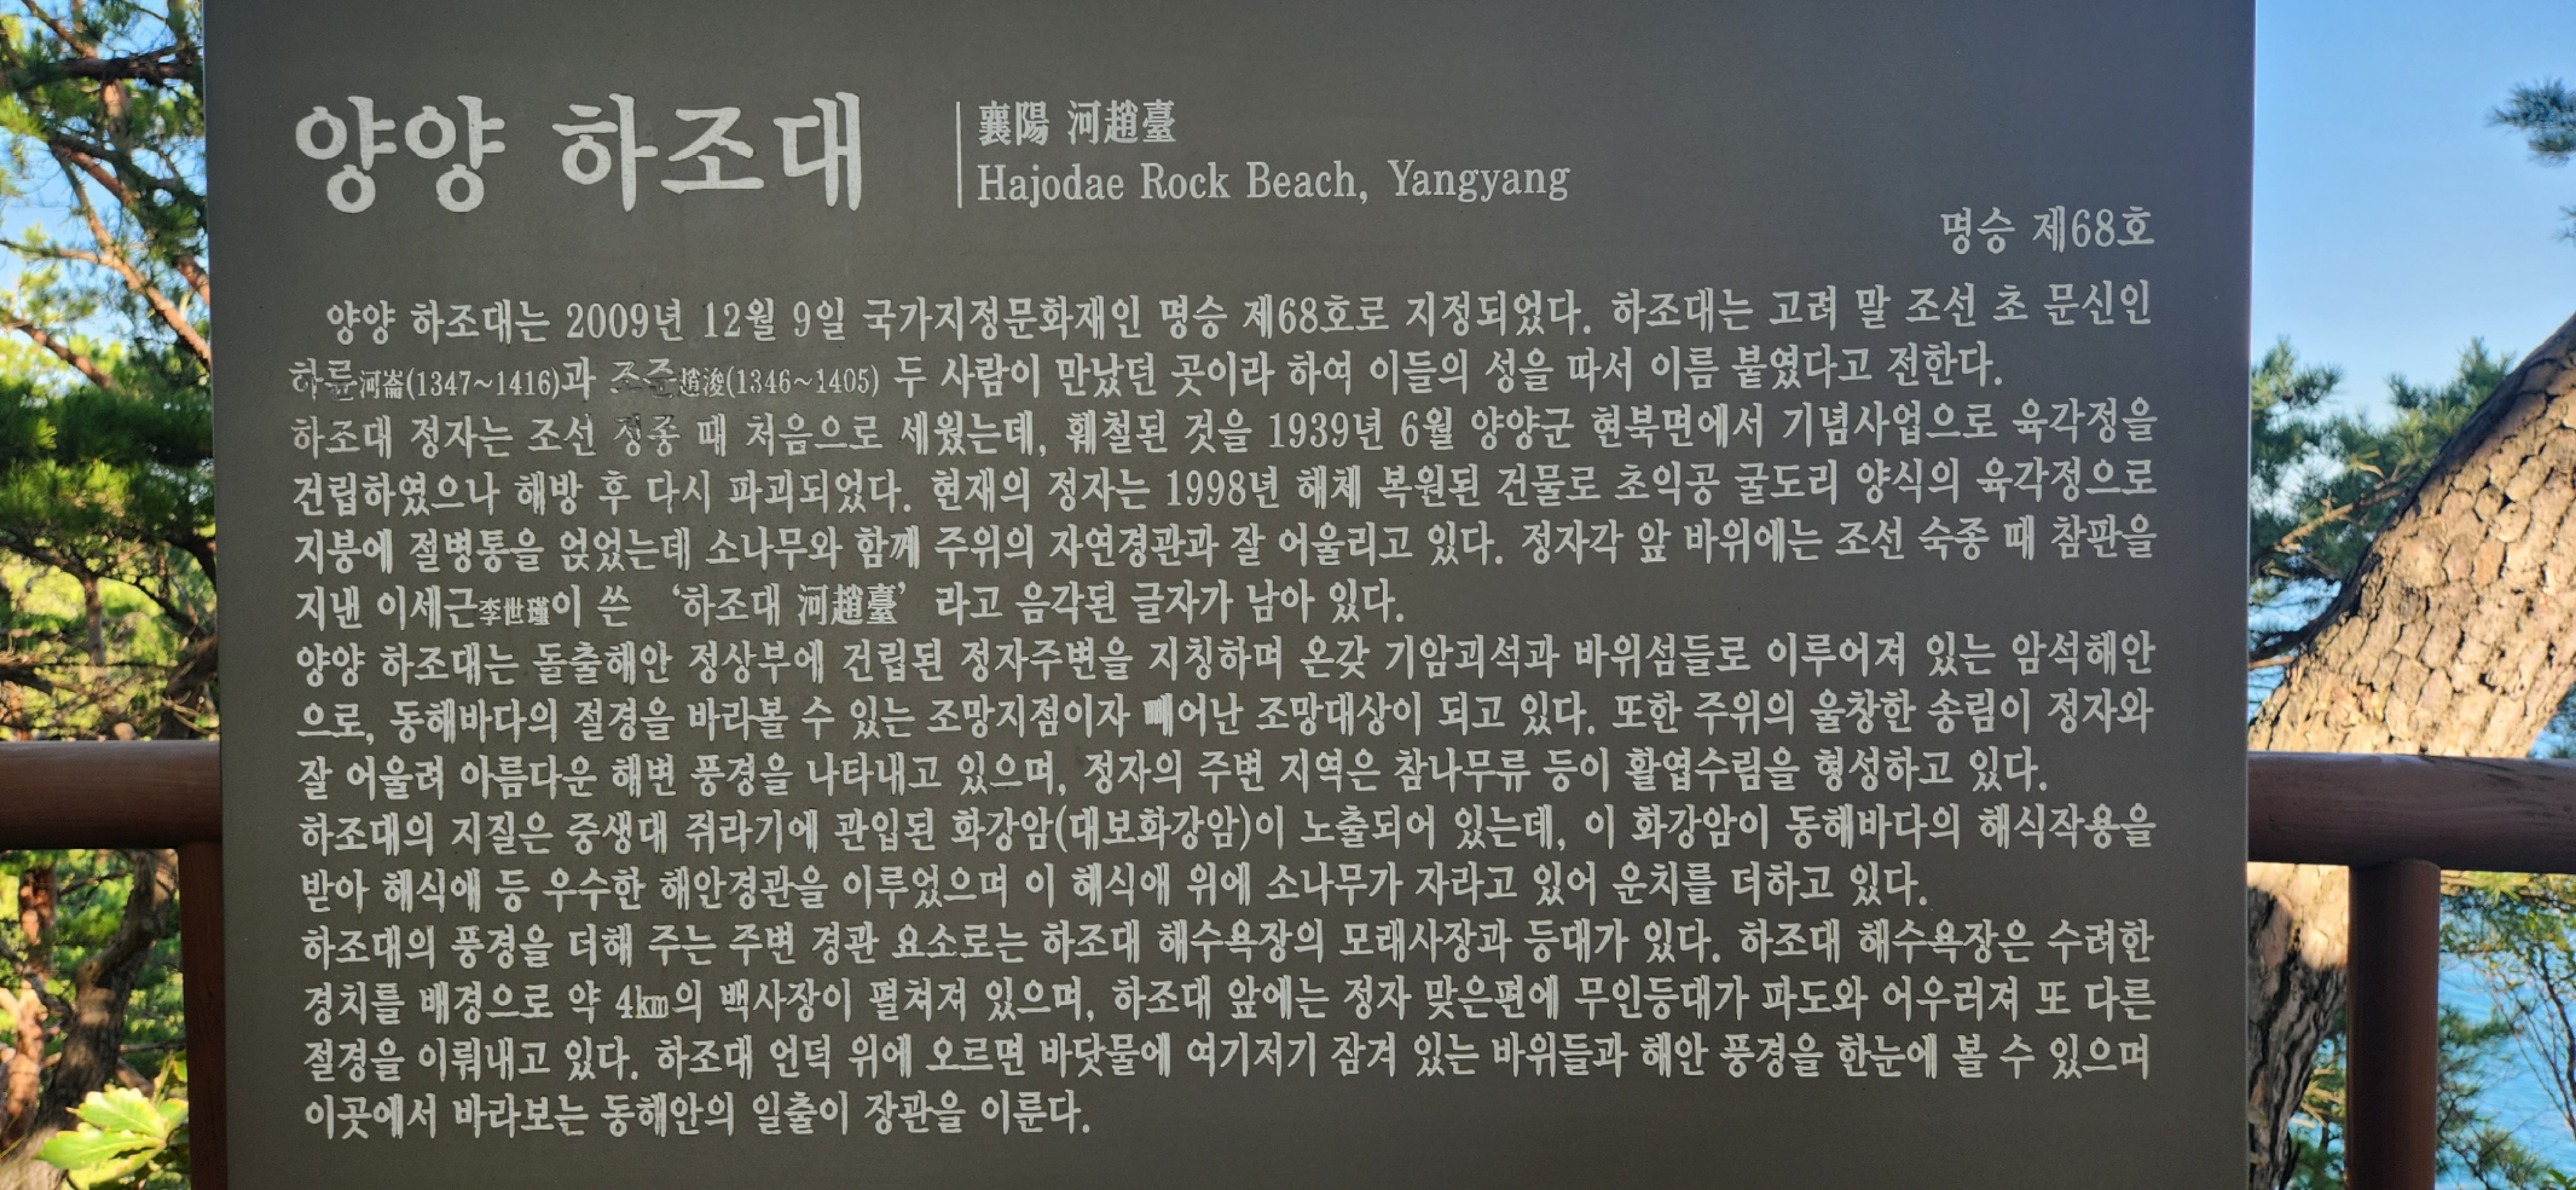 양양 하조대
襄陽 河趙臺
Hajodae Rock Beach, Yangyang
명승 제68호
양양 하조대는 2009년 12월 9일 국가지정문화재인 명승 제68호로 지정되었다. 하조대는 고려 말 조선 초 문신인
하륜河崙(1347~1416)과 조준趙浚(1346~1405) 두 사람이 만났던 곳이라 하여 이들의 성을 따서 이름 붙였다고 전한다.
하조대 정자는 조선 정종 때 처음으로 세웠는데, 훼철된 것을 1939년 6월 양양군 현북면에서 기념사업으로 육각정을
건립하였으나 해방 후 다시 파괴되었다. 현재의 정자는 1998년 해체 복원된 건물로 초익공 굴도리 양식의 육각정으로
지붕에 절병통을 얹었는데 소나무와 함께 주위의 자연경관과 잘 어울리고 있다. 정자각 앞 바위에는 조선 숙종 때 참판을
지낸 이세근李世瑾이 쓴 ‘하조대 河趙臺’ 라고 음각된 글자가 남아 있다.
양양 하조대는 돌출해안 정상부에 건립된 정자주변을 지칭하며 온갖 기암괴석과 바위섬들로 이루어져 있는 암석해안
으로, 동해바다의 절경을 바라볼 수 있는 조망지점이자 빼어난 조망대상이 되고 있다. 또한 주위의 울창한 송림이 정자와
잘 어울려 아름다운 해변 풍경을 나타내고 있으며, 정자의 주변 지역은 참나무류 등이 활엽수림을 형성하고 있다.
하조대의 지질은 중생대 쥐라기에 관입된 화강암(대보화강암)이 노출되어 있는데, 이 화강암이 동해바다의 해식작용을
받아 해식애 등 우수한 해안경관을 이루었으며 이 해식애 위에 소나무가 자라고 있어 운치를 더하고 있다.
하조대의 풍경을 더해 주는 주변 경관 요소로는 하조대 해수욕장의 모래사장과 등대가 있다. 하조대 해수욕장은 수려한
경치를 배경으로 약 4㎞의 백사장이 펼쳐져 있으며, 하조대 앞에는 정자 맞은편에 무인등대가 파도와 어우러져 또 다른
절경을 이뤄내고 있다. 하조대 언덕 위에 오르면 바닷물에 여기저기 잠겨 있는 바위들과 해안 풍경을 한눈에 볼 수 있으며
이곳에서 바라보는 동해안의 일출이 장관을 이룬다.